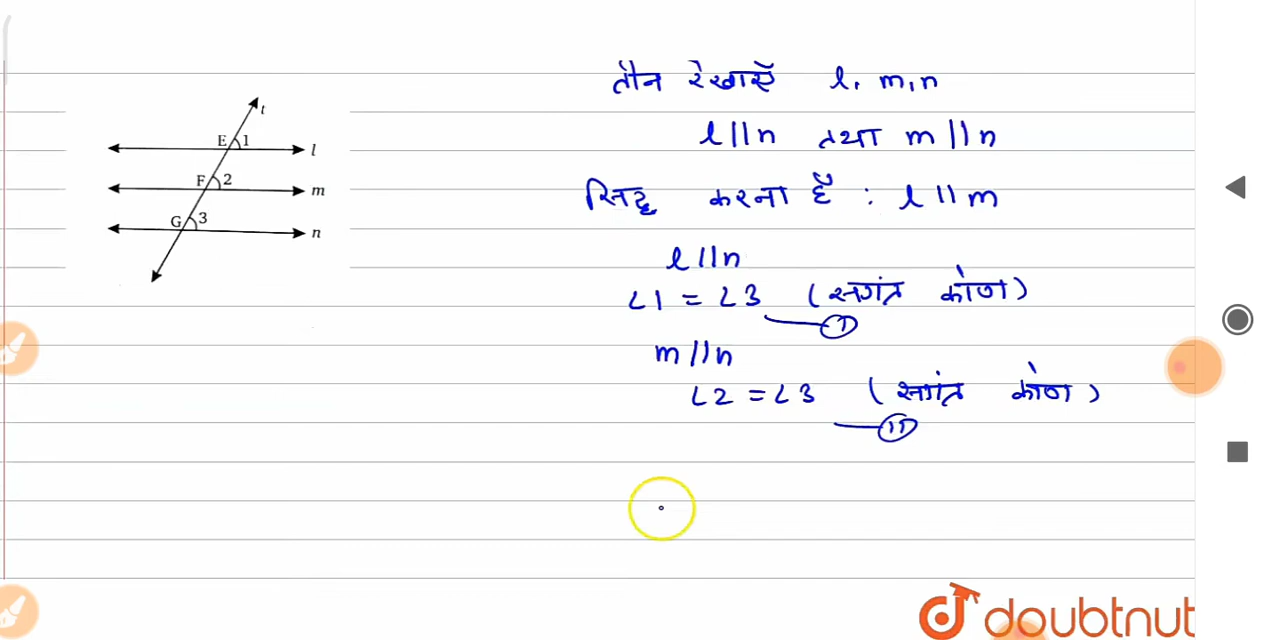 t
E 1
l
F 2
m
G 3
n
तीन रेखाएँ l, m, n
l || n तथा m || n
सिद्ध करना है : l || m
l || n
∠1 = ∠3 (संगत कोण)
(i)
m || n
∠2 = ∠3 (संगत कोण)
(ii)
doubtnut